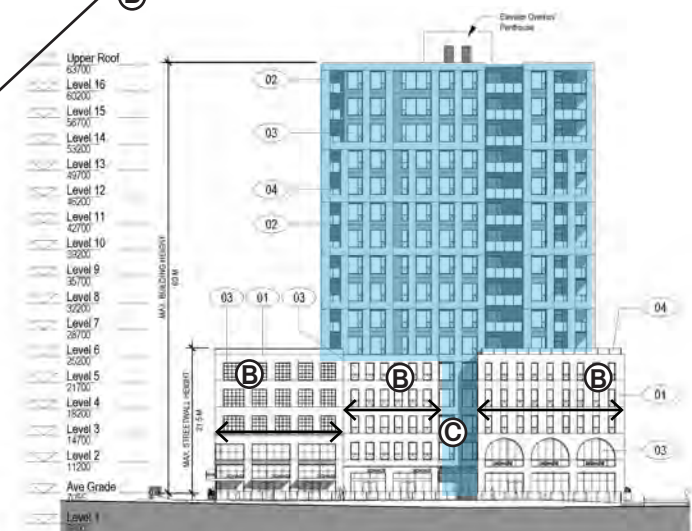 B
Elevator Overrun/
Penthouse
Upper Roof
63700
Level 16
60200
Level 15
56700
Level 14
53200
Level 13
49700
Level 12
46200
Level 11
42700
Level 10
39200
Level 9
35700
Level 8
32200
Level 7
28700
Level 6
25200
Level 5
21700
Level 4
18200
Level 3
14700
Level 2
11200
Ave Grade
Level 1
MAX. BUILDING HEIGHT
60 M
MAX. STREETWALL HEIGHT
21.5 M
02
03
04
02
03
01
03
04
01
03
B
B
B
C